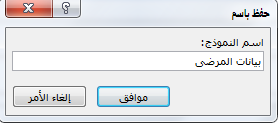 حفظ باسم
اسم النموذج:
بيانات المرضى
موافق
إلغاء الأمر